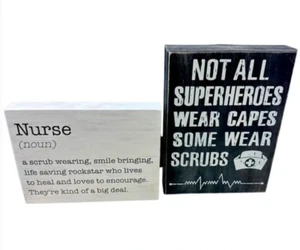 Nurse
(noun)
a scrub wearing, smile bringing,
life saving rockstar who lives
to heal and loves to encourage.
They're kind of a big deal.
NOT ALL
SUPERHEROES
WEAR CAPES
SOME WEAR
SCRUBS